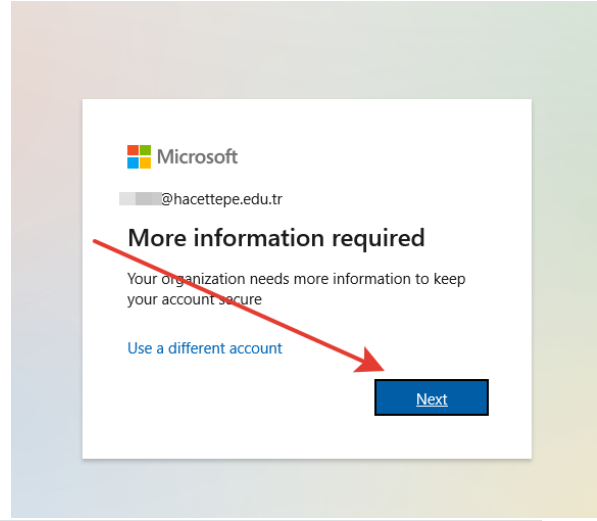 Microsoft
@hacettepe.edu.tr
More information required
Your organization needs more information to keep
your account secure
Use a different account
Next